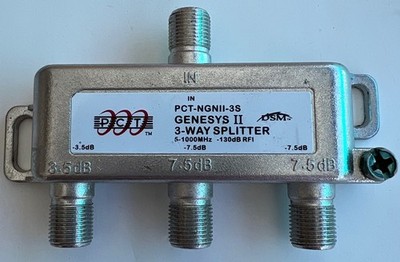 IN
IN
PCT-NGNII-3S
PCT TM
GENESYS II
DSM
3-WAY SPLITTER
5-1000MHz -130dB RFI
-3.5dB
-7.5dB
-7.5dB
3.5dB
7.5dB
7.5dB